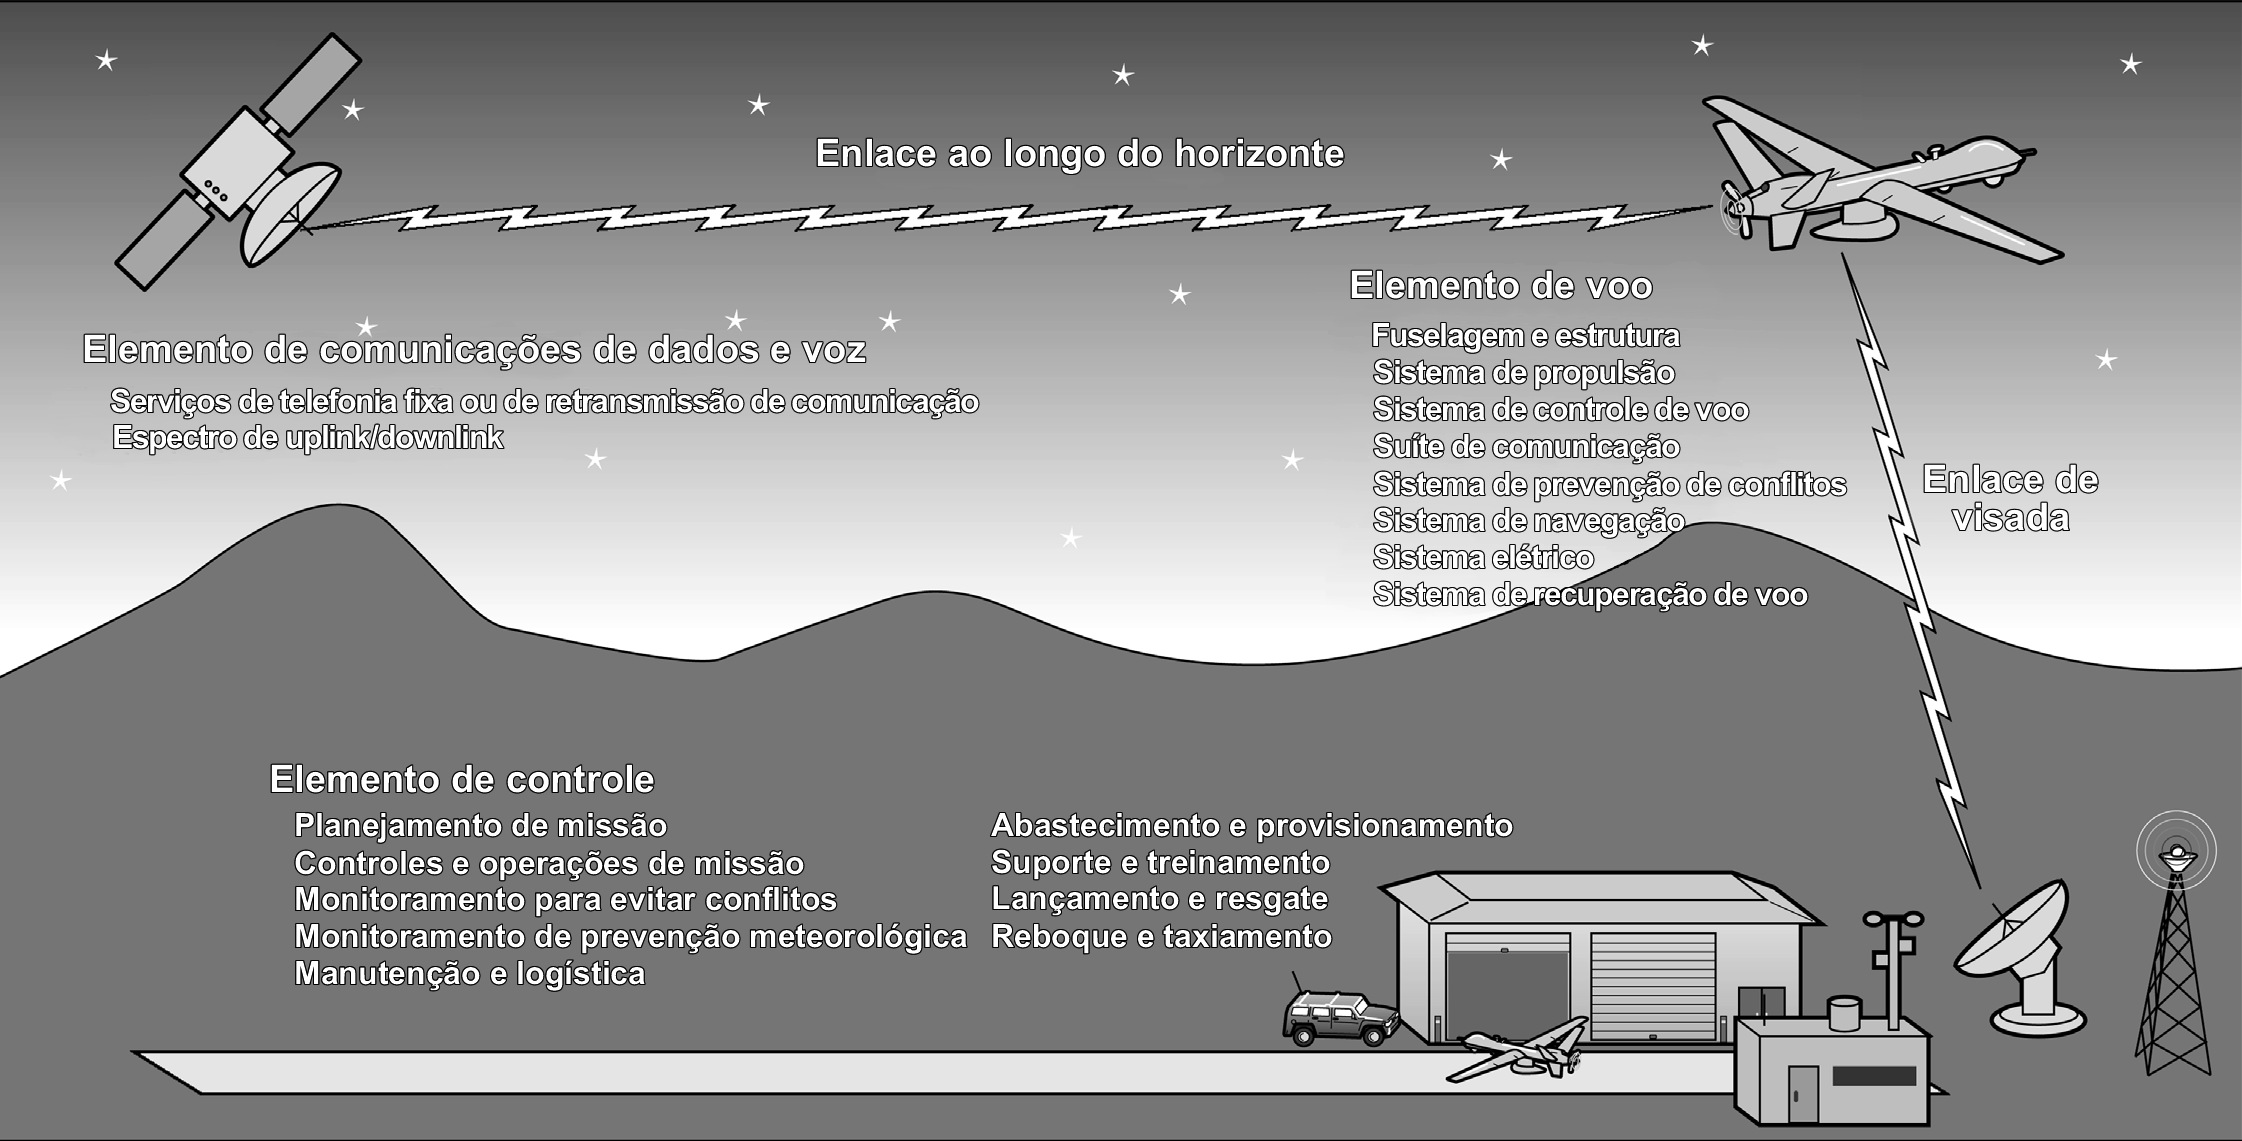 Enlace ao longo do horizonte
Elemento de comunicações de dados e voz
Serviços de telefonia fixa ou de retransmissão de comunicação
Espectro de uplink/downlink
Elemento de voo
Fuselagem e estrutura
Sistema de propulsão
Sistema de controle de voo
Suíte de comunicação
Sistema de prevenção de conflitos
Sistema de navegação
Sistema elétrico
Sistema de recuperação de voo
Enlace de
visada
Elemento de controle
Planejamento de missão
Controles e operações de missão
Monitoramento para evitar conflitos
Monitoramento de prevenção meteorológica
Manutenção e logística
Abastecimento e provisionamento
Suporte e treinamento
Lançamento e resgate
Reboque e taxiamento